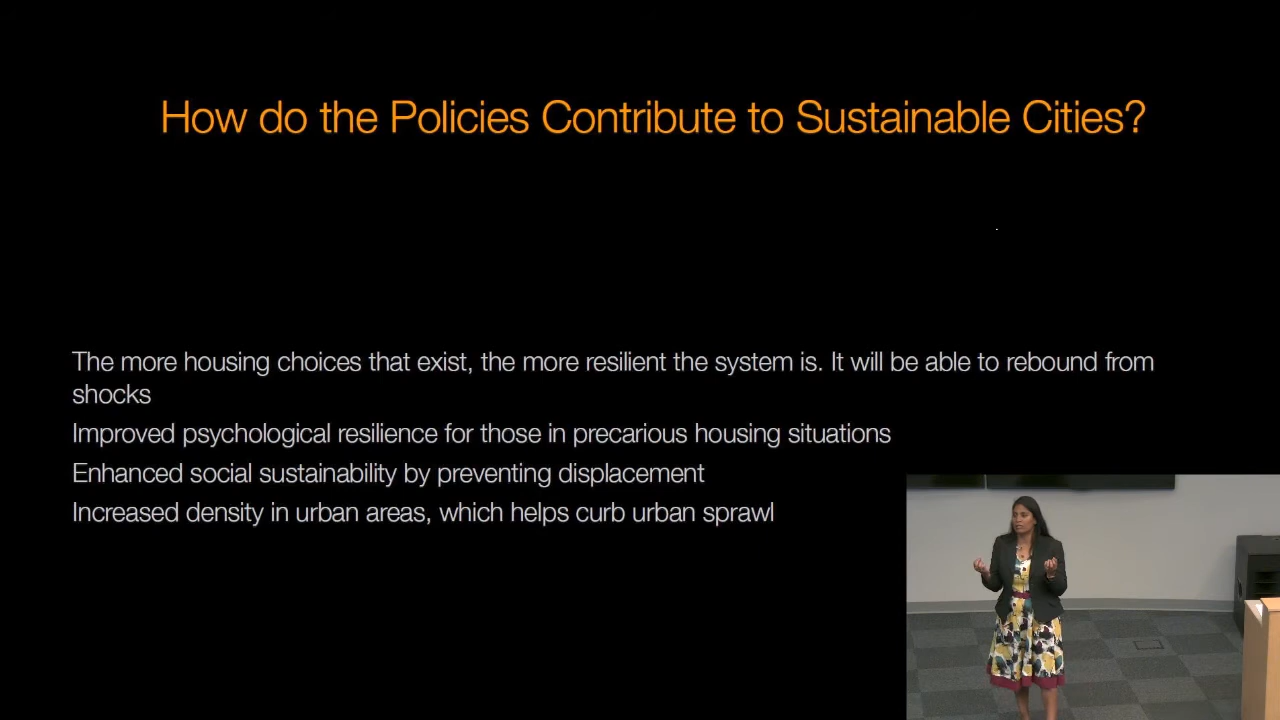 How do the Policies Contribute to Sustainable Cities?
The more housing choices that exist, the more resilient the system is. It will be able to rebound from
shocks
Improved psychological resilience for those in precarious housing situations
Enhanced social sustainability by preventing displacement
Increased density in urban areas, which helps curb urban sprawl